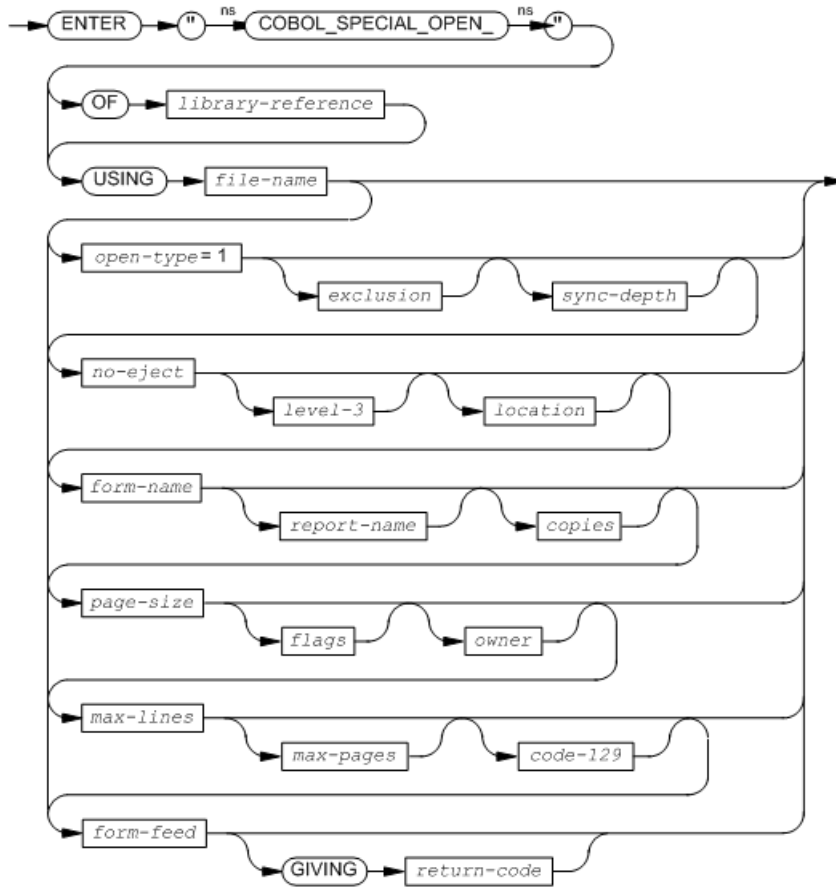 ENTER " ns COBOL_SPECIAL_OPEN_ ns "
OF library-reference
USING file-name
open-type = 1
exclusion sync-depth
no-eject
level-3 location
form-name
report-name copies
page-size
flags owner
max-lines
max-pages code-129
form-feed
GIVING return-code